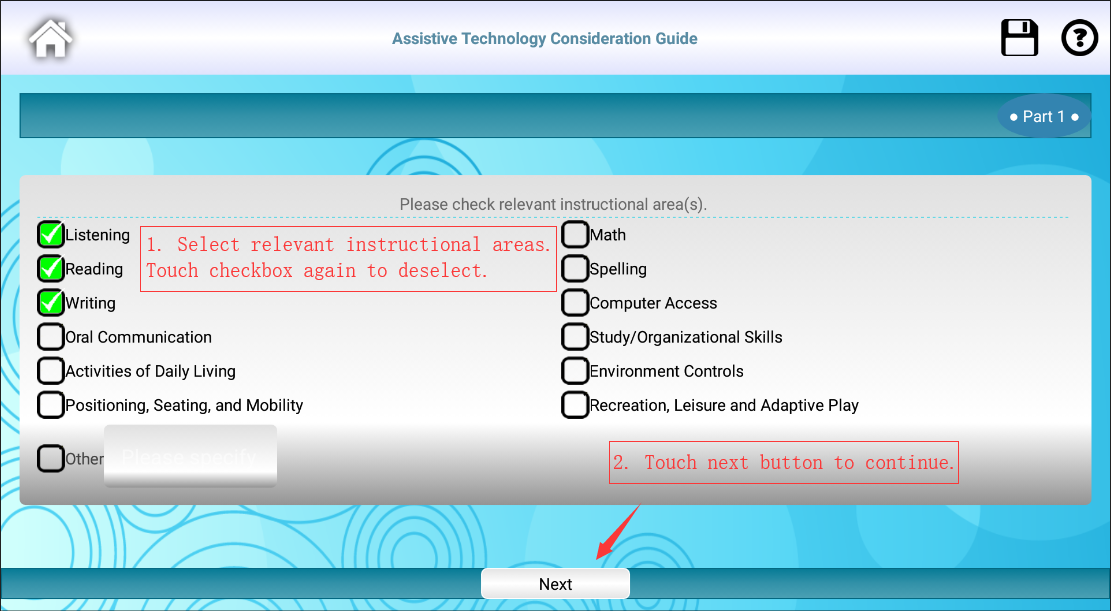 Assistive Technology Consideration Guide
• Part 1 •
Please check relevant instructional area(s).
Listening
1. Select relevant instructional areas.
Touch checkbox again to deselect.
Math
Reading
Spelling
Writing
Computer Access
Oral Communication
Study/Organizational Skills
Activities of Daily Living
Environment Controls
Positioning, Seating, and Mobility
Recreation, Leisure and Adaptive Play
Other
Please specify
2. Touch next button to continue.
Next